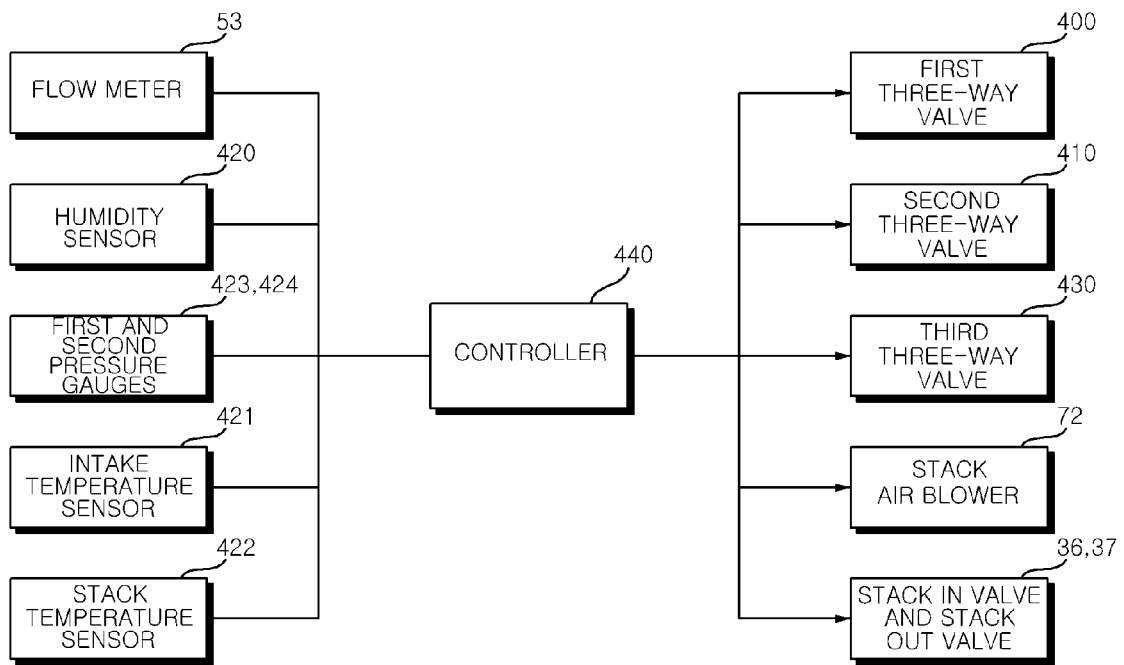 53
FLOW METER
420
HUMIDITY
SENSOR
423,424
FIRST AND
SECOND
PRESSURE
GAUGES
421
INTAKE
TEMPERATURE
SENSOR
422
STACK
TEMPERATURE
SENSOR
440
CONTROLLER
400
FIRST
THREE-WAY
VALVE
410
SECOND
THREE-WAY
VALVE
430
THIRD
THREE-WAY
VALVE
72
STACK
AIR BLOWER
36,37
STACK IN VALVE
AND STACK
OUT VALVE